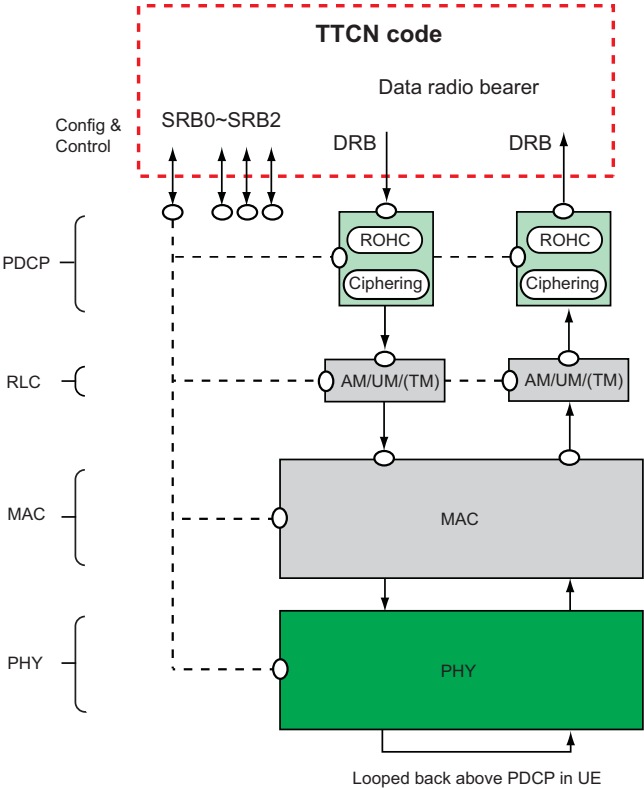 TTCN code
Data radio bearer
Config &
Control
SRB0~SRB2
DRB
DRB
PDCP
ROHC
ROHC
Ciphering
Ciphering
RLC
AM/UM/(TM)
AM/UM/(TM)
MAC
MAC
PHY
PHY
Looped back above PDCP in UE